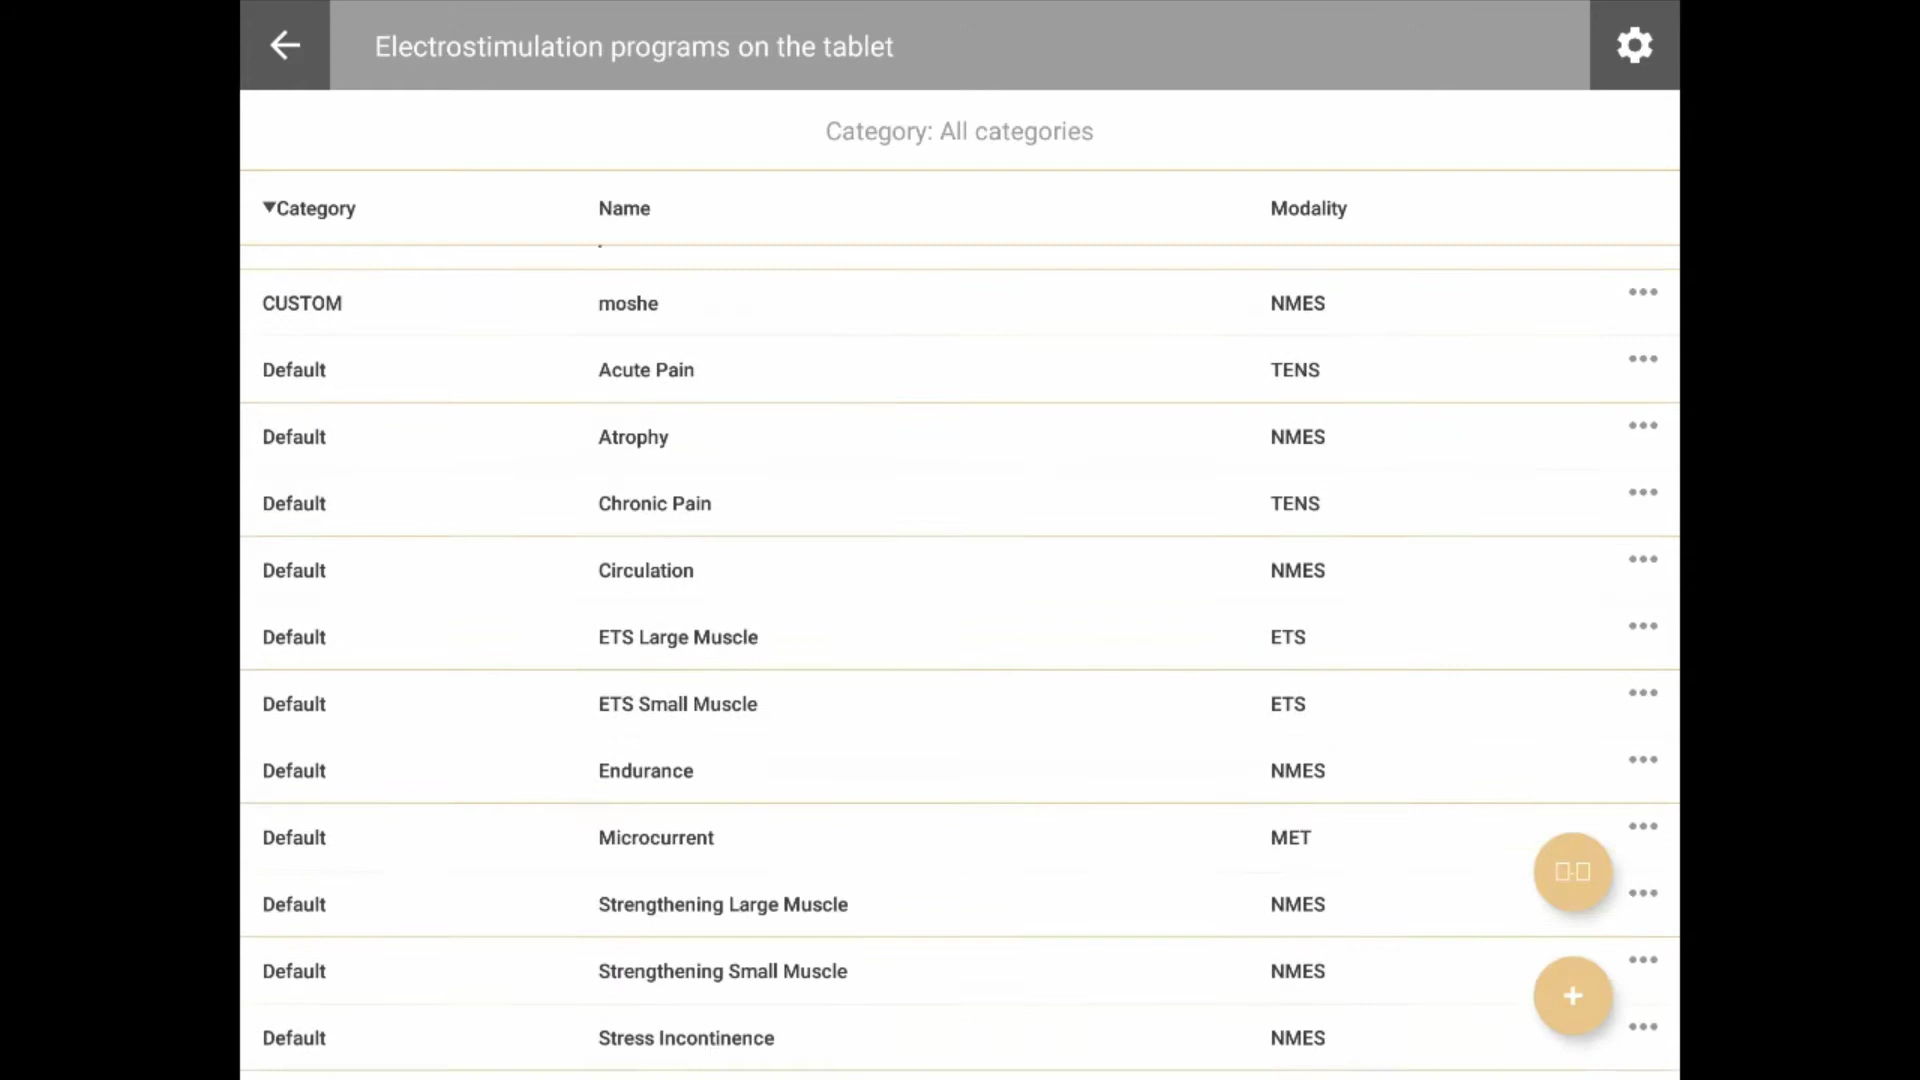 Electrostimulation programs on the tablet
Category: All categories
▼Category Name Modality
CUSTOM moshe NMES
Default Acute Pain TENS
Default Atrophy NMES
Default Chronic Pain TENS
Default Circulation NMES
Default ETS Large Muscle ETS
Default ETS Small Muscle ETS
Default Endurance NMES
Default Microcurrent MET
Default Strengthening Large Muscle NMES
Default Strengthening Small Muscle NMES
Default Stress Incontinence NMES